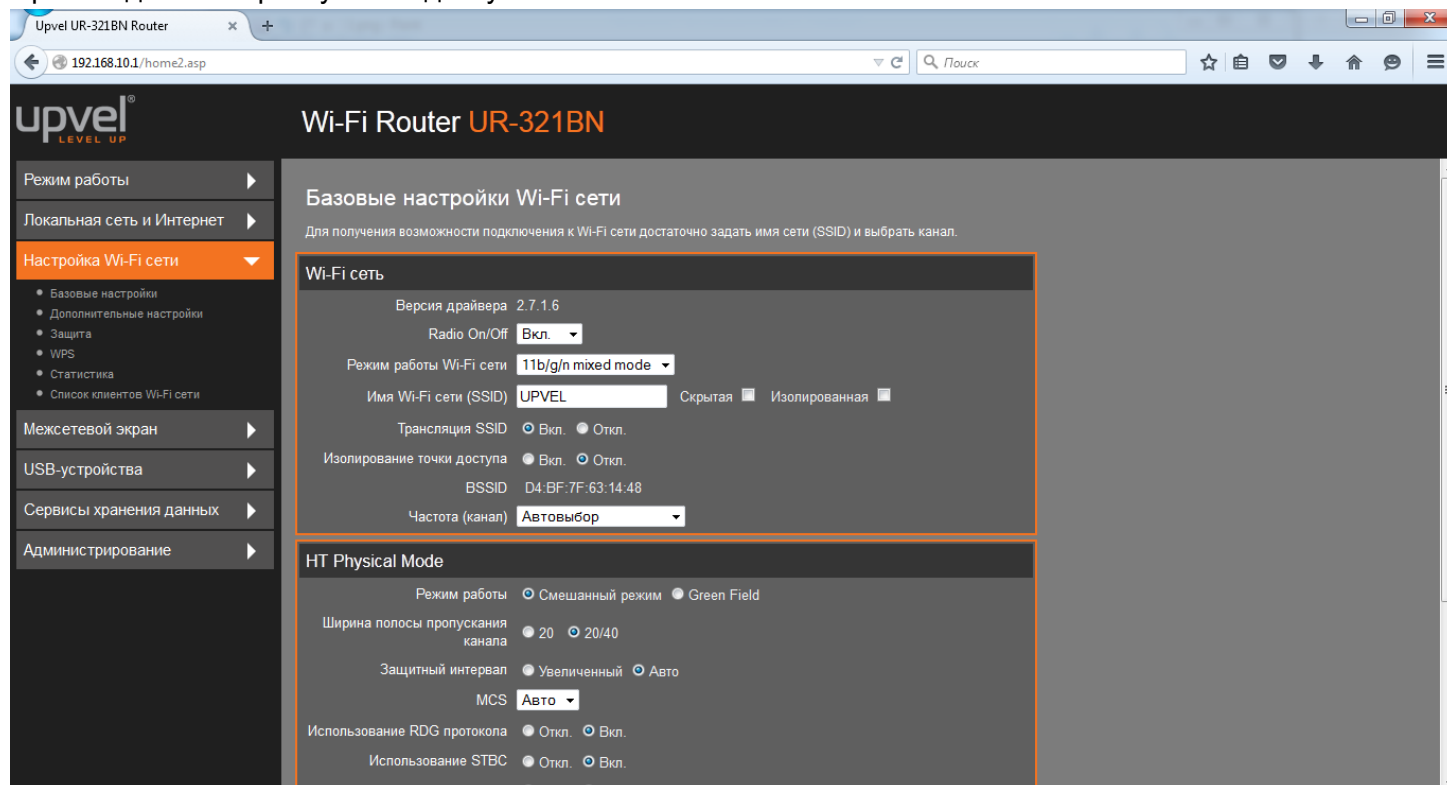 Upvel UR-321BN Router × +
192.168.10.1/home2.asp
Поиск
upvel®
LEVEL UP
Wi-Fi Router UR-321BN
Режим работы
Локальная сеть и Интернет
Настройка Wi-Fi сети
Базовые настройки
Дополнительные настройки
Защита
WPS
Статистика
Список клиентов Wi-Fi сети
Межсетевой экран
USB-устройства
Сервисы хранения данных
Администрирование
Базовые настройки Wi-Fi сети
Для получения возможности подключения к Wi-Fi сети достаточно задать имя сети (SSID) и выбрать канал.
Wi-Fi сеть
Версия драйвера 2.7.1.6
Radio On/Off Вкл.
Режим работы Wi-Fi сети 11b/g/n mixed mode
Имя Wi-Fi сети (SSID) UPVEL Скрытая Изолированная
Трансляция SSID Вкл. Откл.
Изолирование точки доступа Вкл. Откл.
BSSID D4:BF:7F:63:14:48
Частота (канал) Автовыбор
HT Physical Mode
Режим работы Смешанный режим Green Field
Ширина полосы пропускания
канала 20 20/40
Защитный интервал Увеличенный Авто
MCS Авто
Использование RDG протокола Откл. Вкл.
Использование STBC Откл. Вкл.